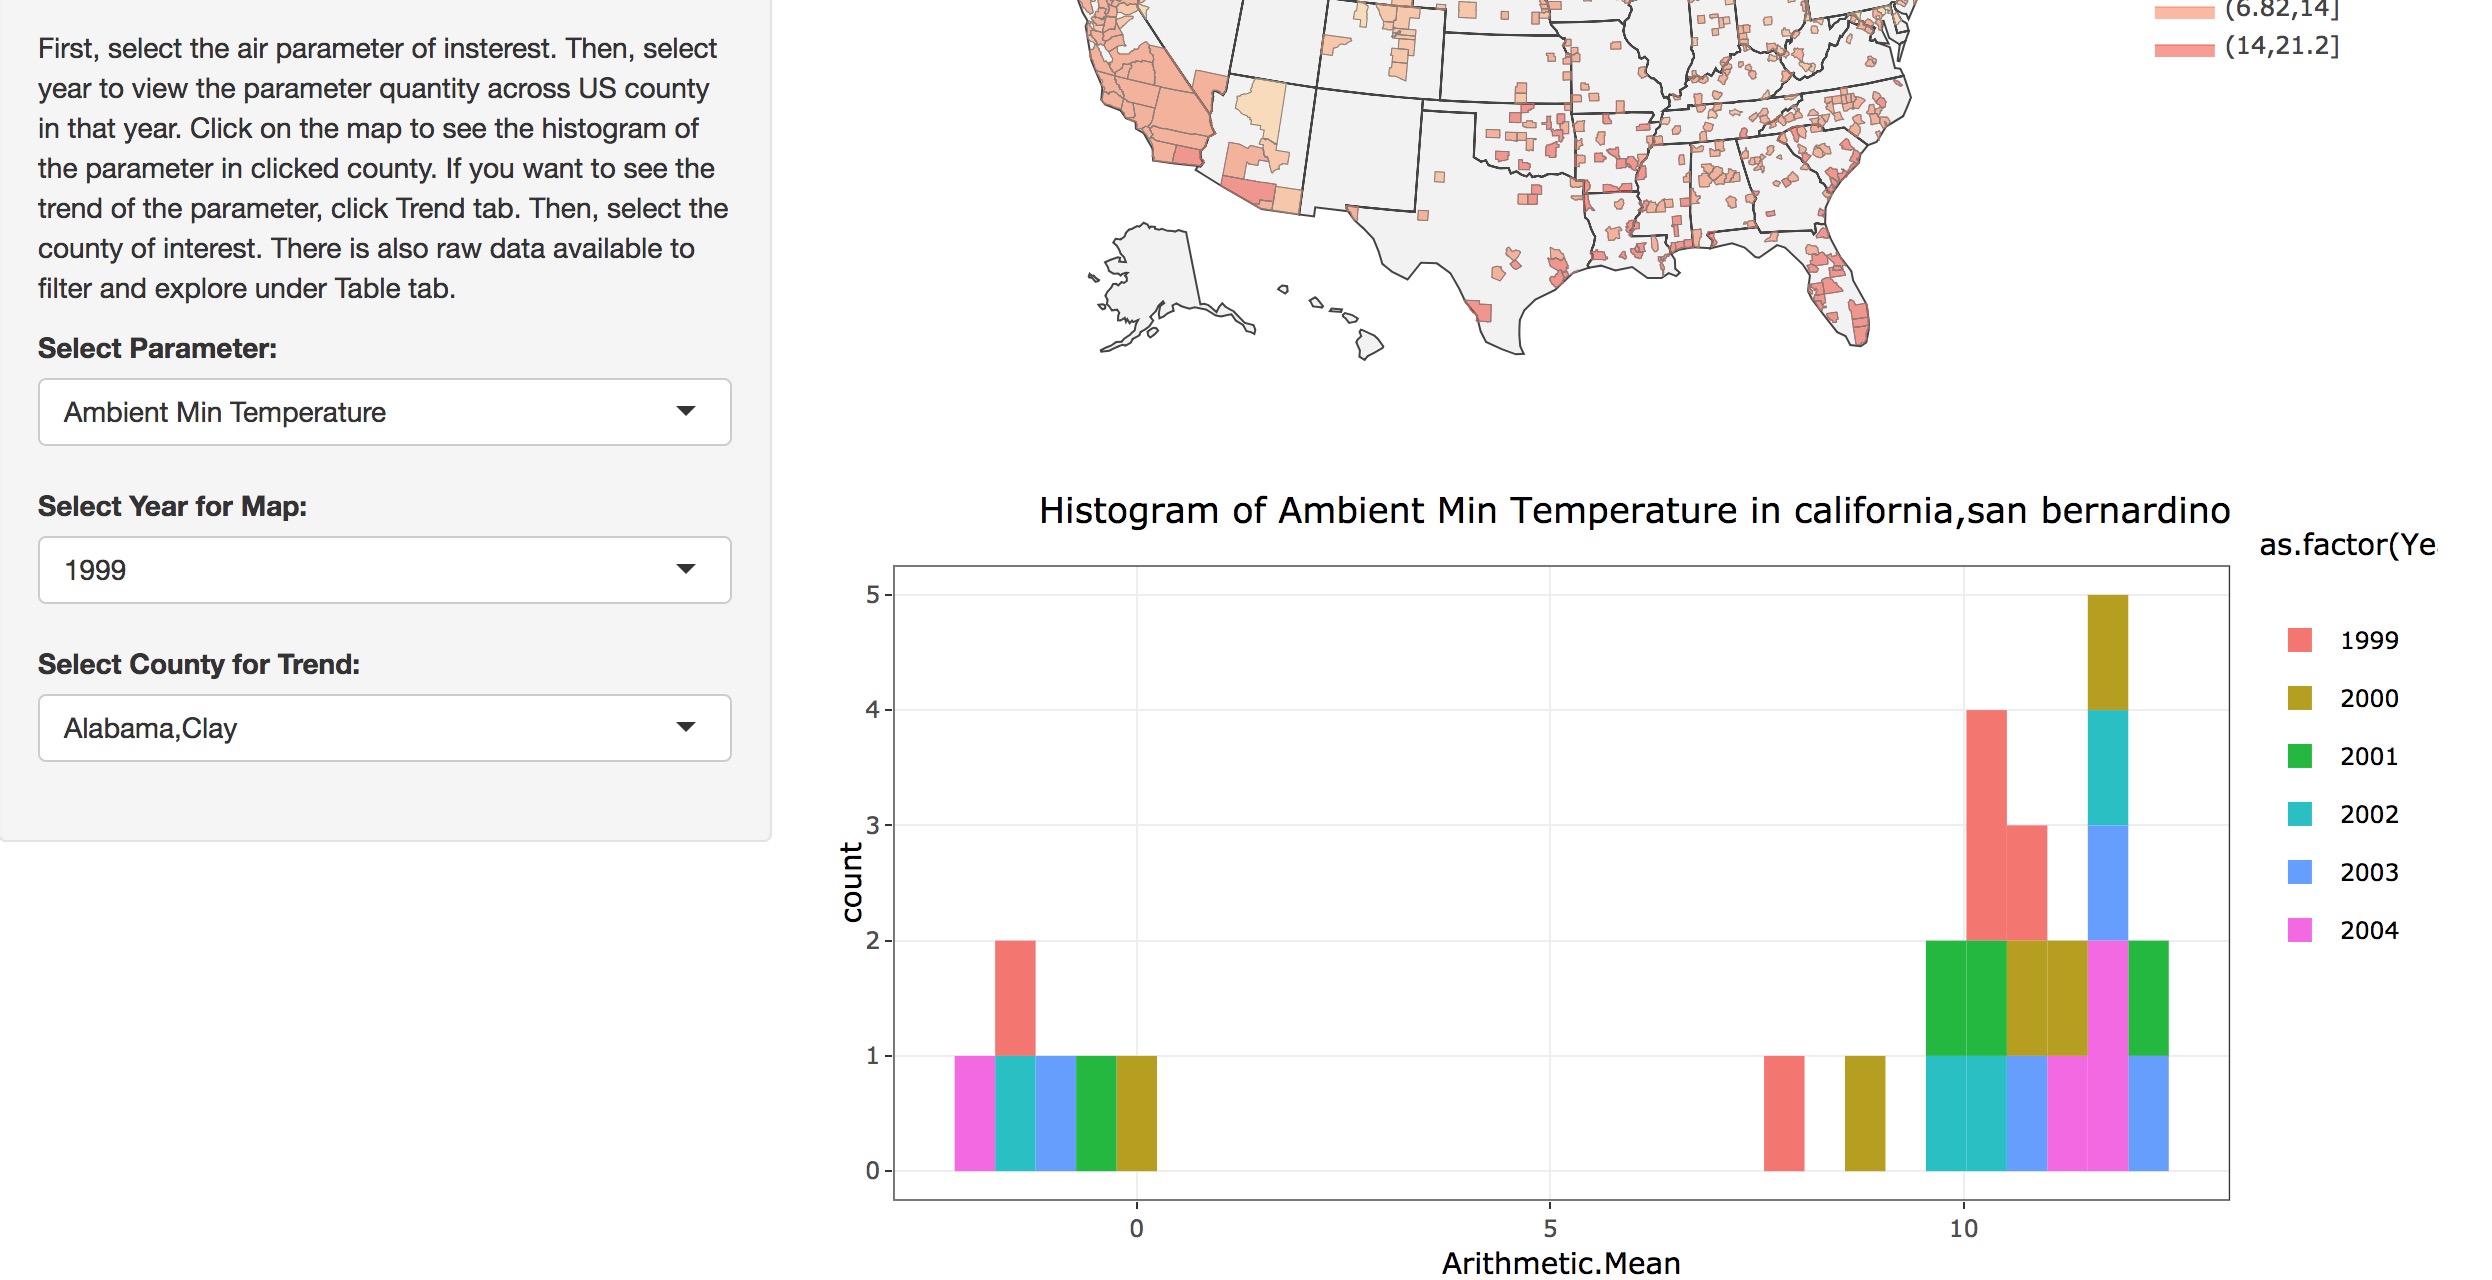 First, select the air parameter of insterest. Then, select
year to view the parameter quantity across US county
in that year. Click on the map to see the histogram of
the parameter in clicked county. If you want to see the
trend of the parameter, click Trend tab. Then, select the
county of interest. There is also raw data available to
filter and explore under Table tab.
Select Parameter:
Ambient Min Temperature
Select Year for Map:
1999
Select County for Trend:
Alabama,Clay
(6.82,14]
(14,21.2]
Histogram of Ambient Min Temperature in california,san bernardino
as.factor(Ye
1999
2000
2001
2002
2003
2004
count
5
4
3
2
1
0
0
5
10
Arithmetic.Mean